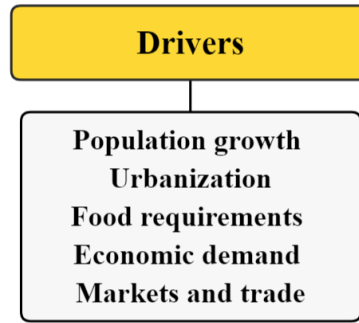 Drivers
Population growth
Urbanization
Food requirements
Economic demand
Markets and trade